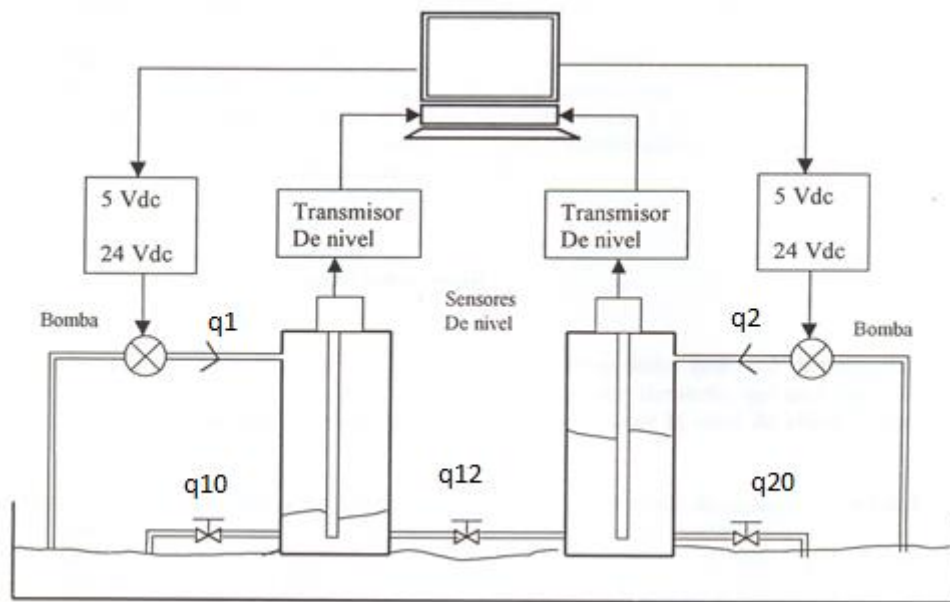 5 Vdc
24 Vdc
Transmisor
De nivel
Transmisor
De nivel
5 Vdc
24 Vdc
Bomba
q1
Sensores
De nivel
q2
Bomba
q10
q12
q20